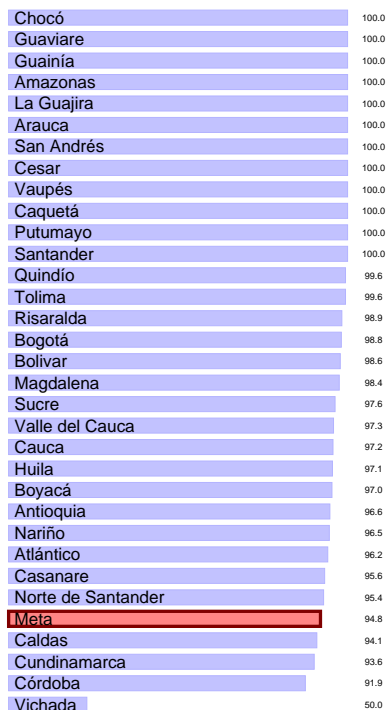 Chocó 100.0
Guaviare 100.0
Guainía 100.0
Amazonas 100.0
La Guajira 100.0
Arauca 100.0
San Andrés 100.0
Cesar 100.0
Vaupés 100.0
Caquetá 100.0
Putumayo 100.0
Santander 100.0
Quindío 99.6
Tolima 99.6
Risaralda 98.9
Bogotá 98.8
Bolivar 98.6
Magdalena 98.4
Sucre 97.6
Valle del Cauca 97.3
Cauca 97.2
Huila 97.1
Boyacá 97.0
Antioquia 96.6
Nariño 96.5
Atlántico 96.2
Casanare 95.6
Norte de Santander 95.4
Meta 94.8
Caldas 94.1
Cundinamarca 93.6
Córdoba 91.9
Vichada 50.0